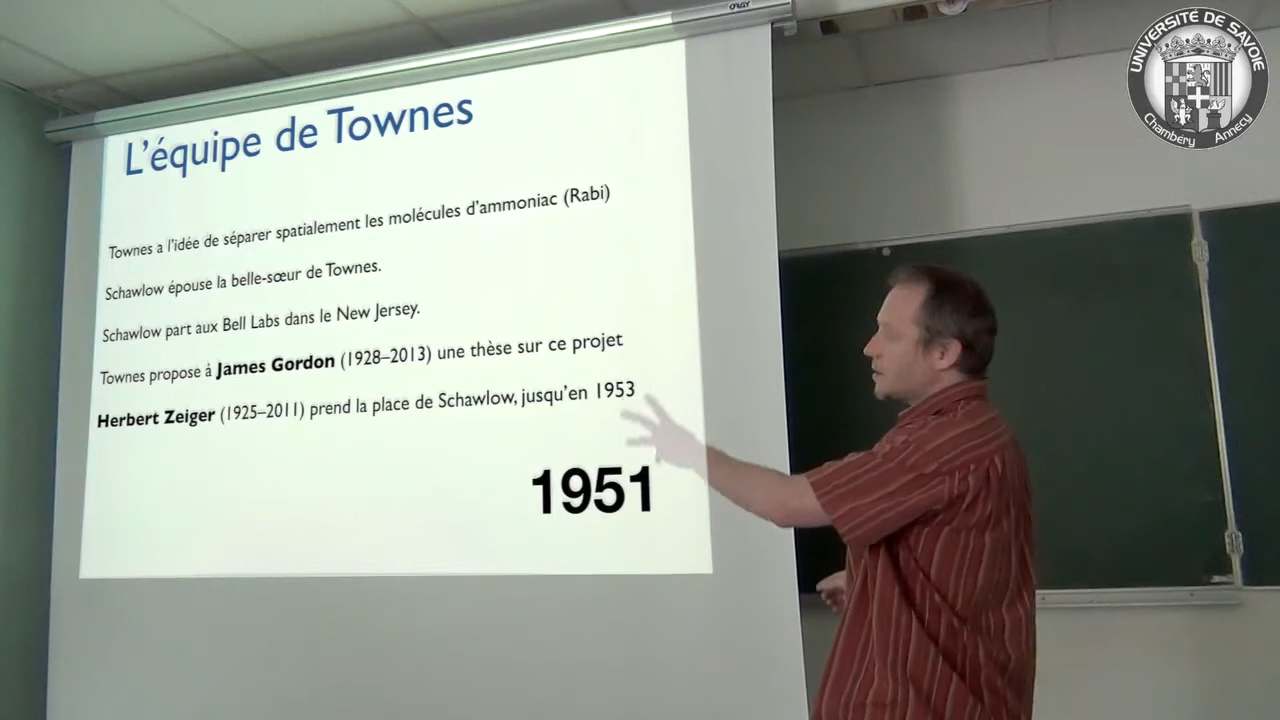 ORAY
UNIVERSITÉ DE SAVOIE
Chambéry Annecy
L'équipe de Townes
Townes a l'idée de séparer spatialement les molécules d'ammoniac (Rabi)
Schawlow épouse la belle-sœur de Townes.
Schawlow part aux Bell Labs dans le New Jersey.
Townes propose à James Gordon (1928–2013) une thèse sur ce projet
Herbert Zeiger (1925–2011) prend la place de Schawlow, jusqu'en 1953
1951